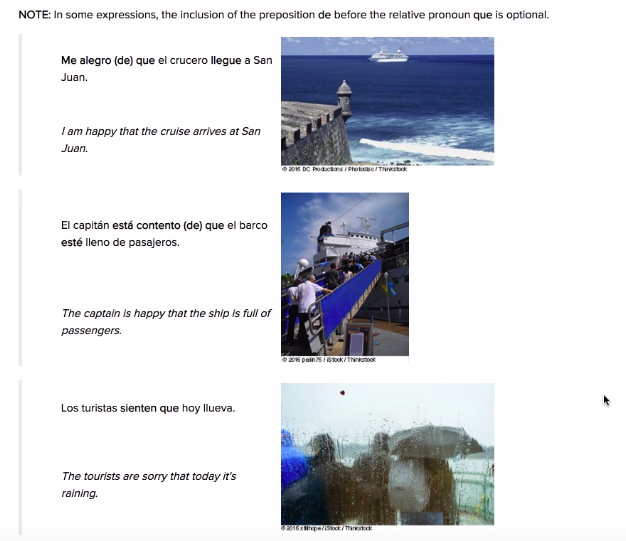 NOTE: In some expressions, the inclusion of the preposition de before the relative pronoun que is optional.
Me alegro (de) que el crucero llegue a San
Juan.
I am happy that the cruise arrives at San
Juan.
© 2016 DC Productions / Photodisc / Thinkstock
El capitán está contento (de) que el barco
esté lleno de pasajeros.
The captain is happy that the ship is full of
passengers.
© 2016 palin75 / iStock / Thinkstock
Los turistas sienten que hoy llueva.
The tourists are sorry that today it's
raining.
© 2016 / iStock / Thinkstock